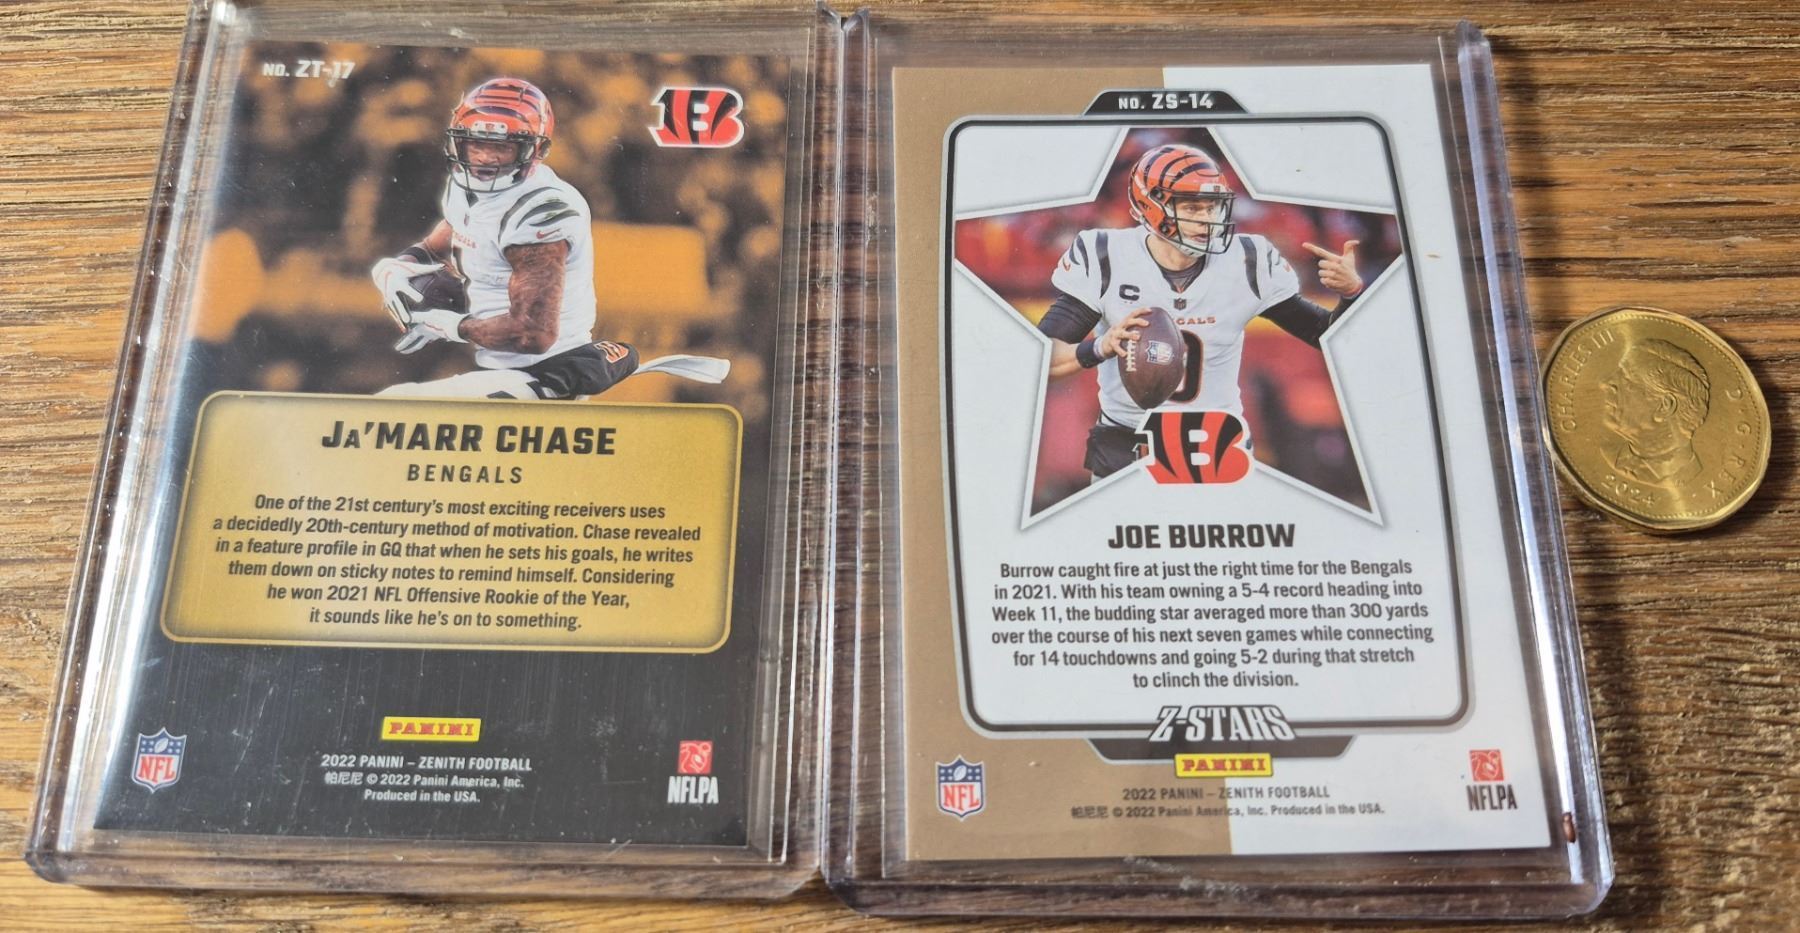 NO. ZT-17
B
JA'MARR CHASE
BENGALS
One of the 21st century's most exciting receivers uses
a decidedly 20th-century method of motivation. Chase revealed
in a feature profile in GQ that when he sets his goals, he writes
them down on sticky notes to remind himself. Considering
he won 2021 NFL Offensive Rookie of the Year,
it sounds like he's on to something.
PANINI
2022 PANINI – ZENITH FOOTBALL
帕尼尼 © 2022 Panini America, Inc.
Produced in the USA.
NFL
NFLPA
NO. ZS-14
C
B
JOE BURROW
Burrow caught fire at just the right time for the Bengals
in 2021. With his team owning a 5-4 record heading into
Week 11, the budding star averaged more than 300 yards
over the course of his next seven games while connecting
for 14 touchdowns and going 5-2 during that stretch
to clinch the division.
Z-STARS
PANINI
2022 PANINI – ZENITH FOOTBALL
帕尼尼 © 2022 Panini America, Inc. Produced in the USA.
NFL
NFLPA
CHARLES III D·G·REX
2024